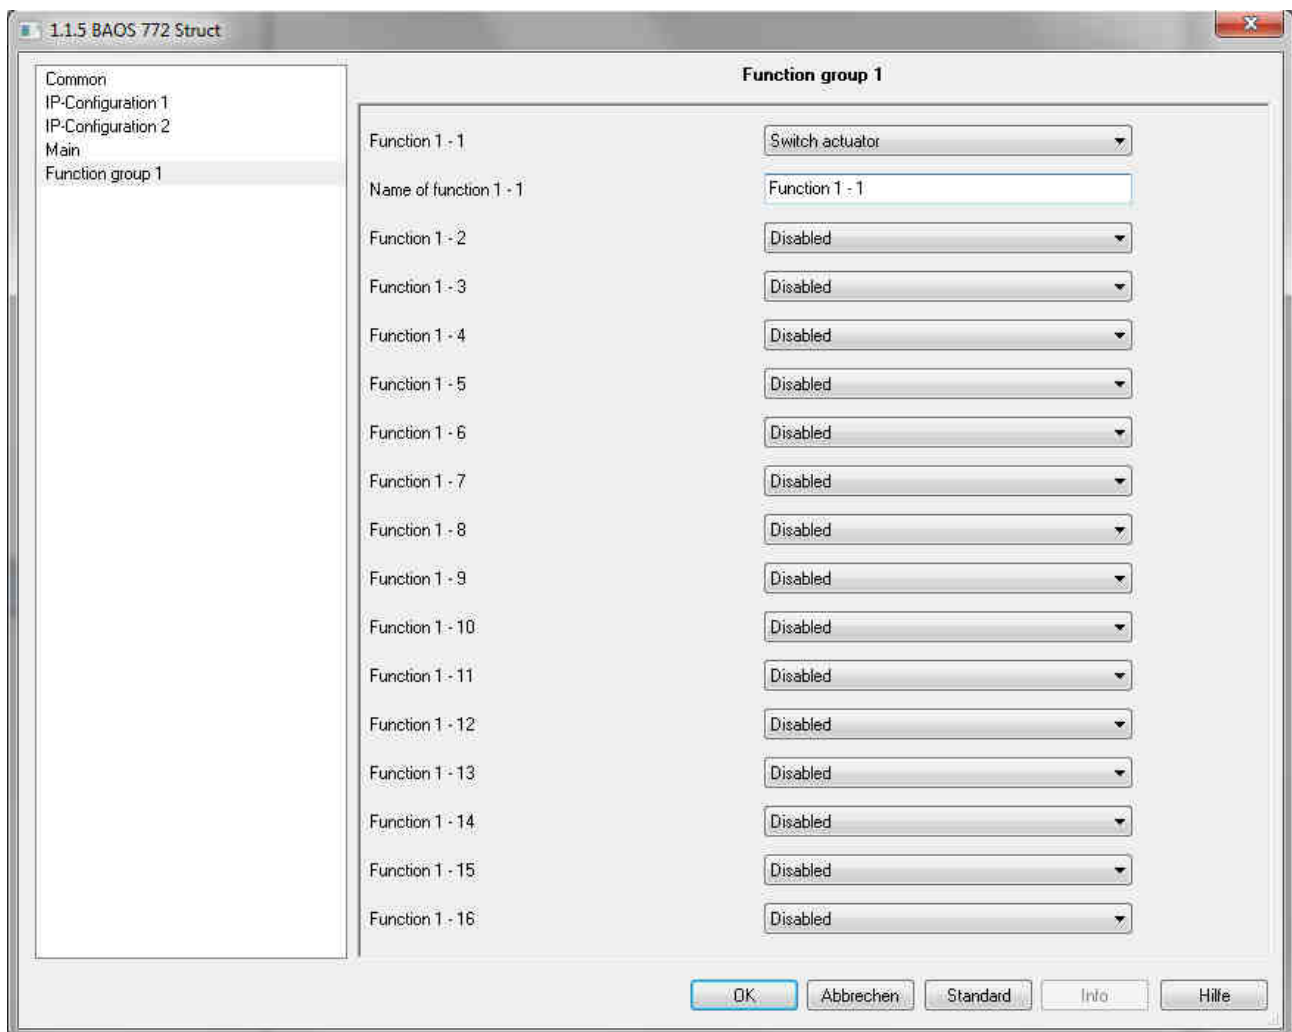 1.1.5 BAOS 772 Struct
Common
IP-Configuration 1
IP-Configuration 2
Main
Function group 1
Function group 1
Function 1 - 1 Switch actuator
Name of function 1 - 1 Function 1 - 1
Function 1 - 2 Disabled
Function 1 - 3 Disabled
Function 1 - 4 Disabled
Function 1 - 5 Disabled
Function 1 - 6 Disabled
Function 1 - 7 Disabled
Function 1 - 8 Disabled
Function 1 - 9 Disabled
Function 1 - 10 Disabled
Function 1 - 11 Disabled
Function 1 - 12 Disabled
Function 1 - 13 Disabled
Function 1 - 14 Disabled
Function 1 - 15 Disabled
Function 1 - 16 Disabled
OK Abbrechen Standard Info Hilfe